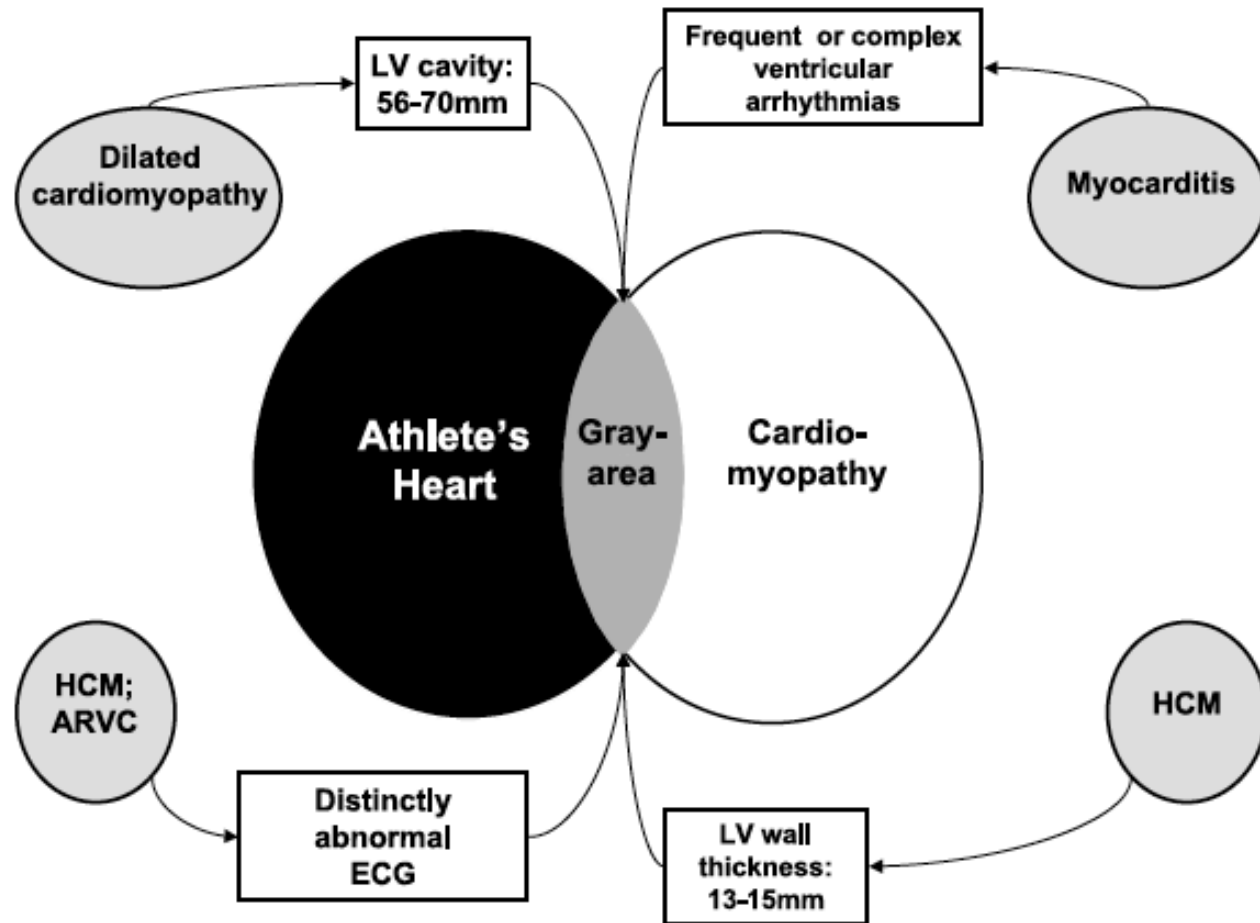 LV cavity:
56-70mm
Frequent or complex
ventricular
arrhythmias
Dilated
cardiomyopathy
Myocarditis
Athlete's
Heart
Gray-
area
Cardio-
myopathy
HCM;
ARVC
HCM
Distinctly
abnormal
ECG
LV wall
thickness:
13-15mm